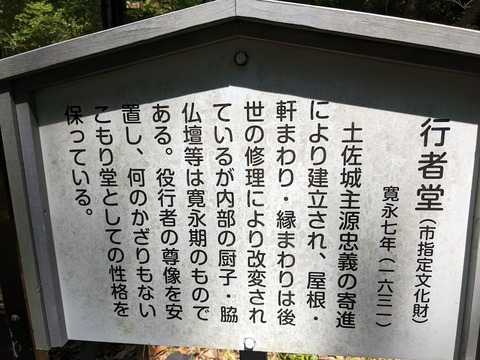 行者堂（市指定文化財）
寛永七年（一六三一）
土佐城主源忠義の寄進
により建立され、屋根・
軒まわり・縁まわりは後
世の修理により改変され
ているが内部の厨子・脇
仏壇等は寛永期のもので
ある。役行者の尊像を安
置し、何のかざりもない
こもり堂としての性格を
保っている。